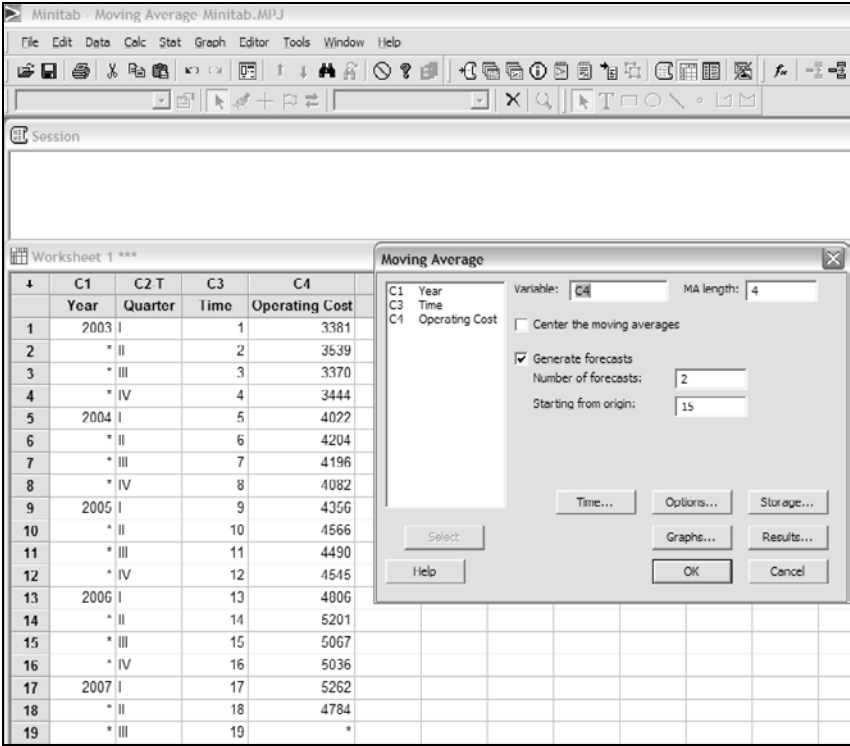 Minitab - Moving Average-Minitab.MPJ
File Edit Data Calc Stat Graph Editor Tools Window Help
Session
Worksheet 1 ***
↓ C1 C2-T C3 C4
Year Quarter Time Operating Cost
1 2003 I 1 3381
2 * II 2 3539
3 * III 3 3370
4 * IV 4 3444
5 2004 I 5 4022
6 * II 6 4204
7 * III 7 4196
8 * IV 8 4082
9 2005 I 9 4356
10 * II 10 4566
11 * III 11 4490
12 * IV 12 4545
13 2006 I 13 4806
14 * II 14 5201
15 * III 15 5067
16 * IV 16 5036
17 2007 I 17 5262
18 * II 18 4784
19 * III 19 *
Moving Average
C1 Year
C3 Time
C4 Operating Cost
Variable: C4 MA length: 4
Center the moving averages
Generate forecasts
Number of forecasts: 2
Starting from origin: 15
Time... Options... Storage...
Select Graphs... Results...
Help OK Cancel